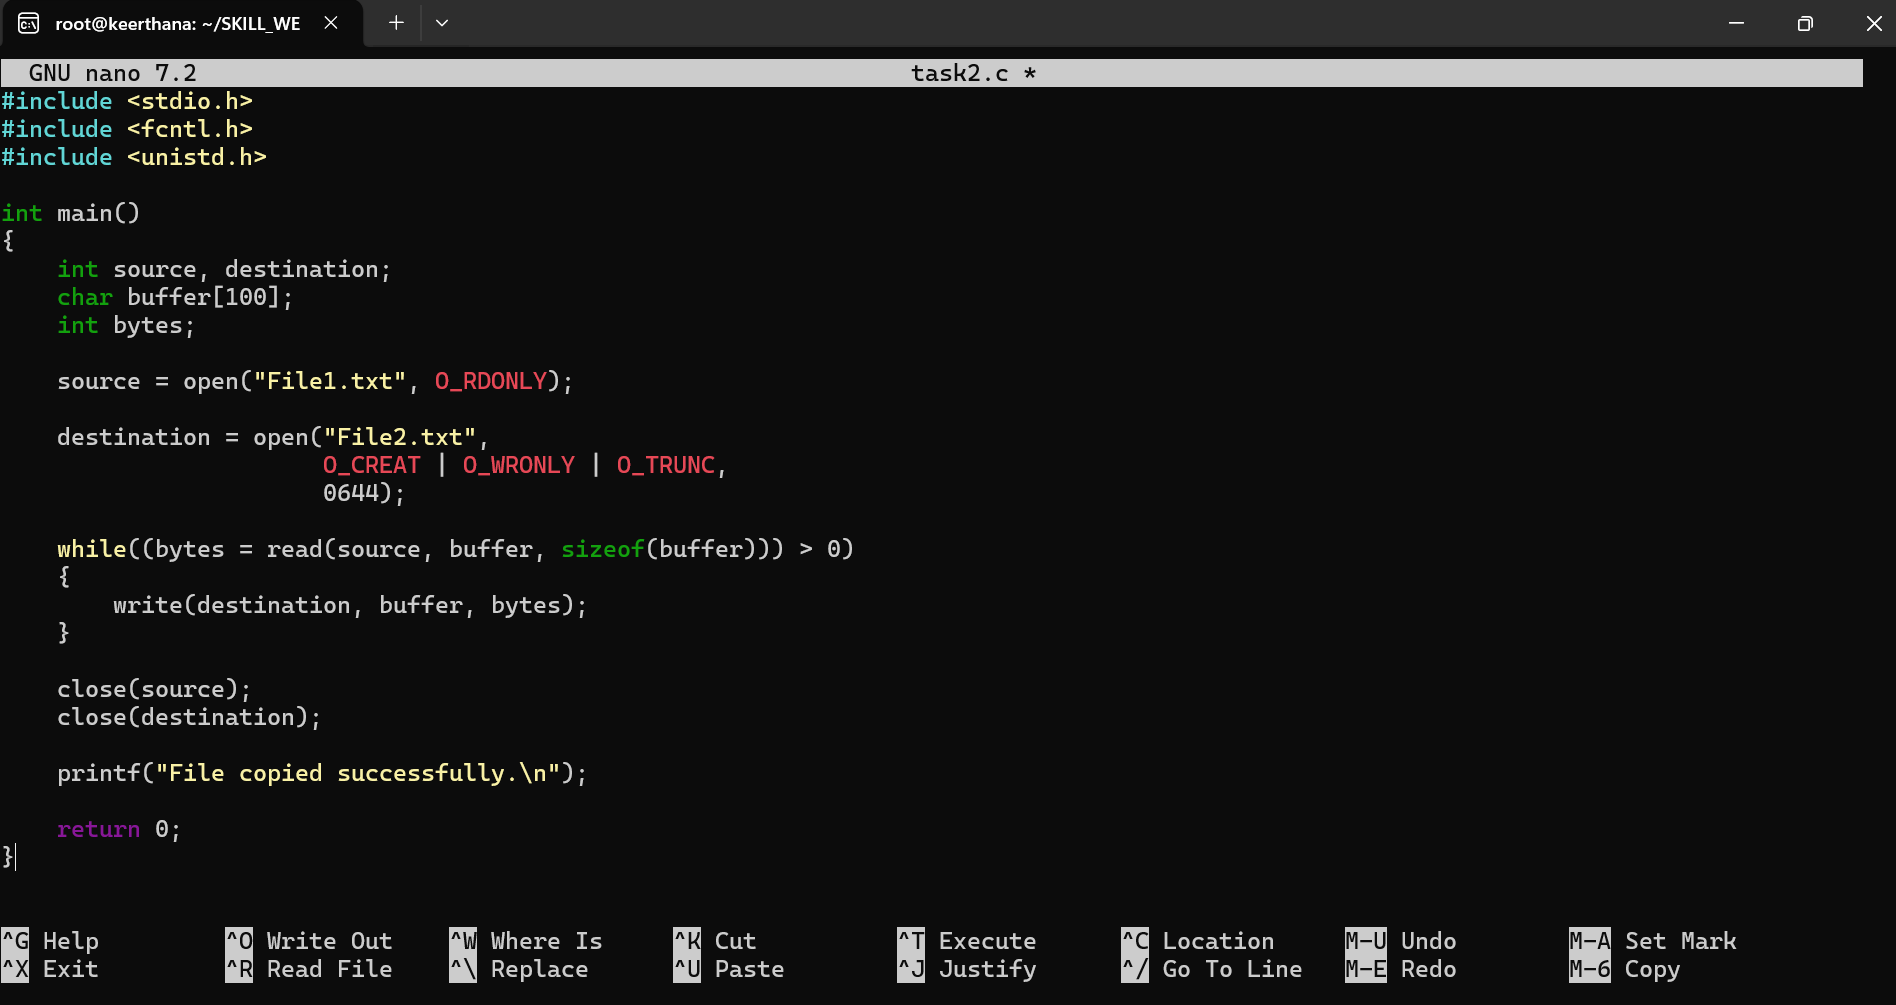 root@keerthana: ~/SKILL_WE
GNU nano 7.2 task2.c *
#include <stdio.h>
#include <fcntl.h>
#include <unistd.h>
int main()
{
    int source, destination;
    char buffer[100];
    int bytes;
    source = open("File1.txt", O_RDONLY);
    destination = open("File2.txt",
                       O_CREAT | O_WRONLY | O_TRUNC,
                       0644);
    while((bytes = read(source, buffer, sizeof(buffer))) > 0)
    {
        write(destination, buffer, bytes);
    }
    close(source);
    close(destination);
    printf("File copied successfully.\n");
    return 0;
}
^G Help ^O Write Out ^W Where Is ^K Cut ^T Execute ^C Location M-U Undo M-A Set Mark
^X Exit ^R Read File ^\ Replace ^U Paste ^J Justify ^/ Go To Line M-E Redo M-6 Copy